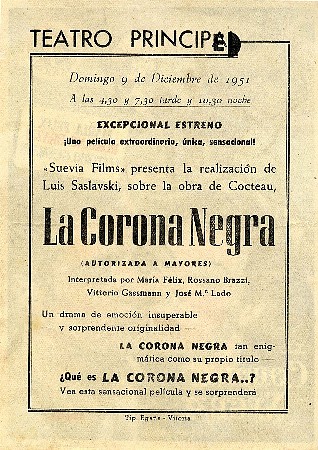 TEATRO PRINCIPAL
Domingo 9 de Diciembre de 1951
A las 4,30 y 7,30 tarde y 10,30 noche
EXCEPCIONAL ESTRENO
¡Una película extraordinario, única, sensacional!
«Suevia Films» presenta la realización de
Luis Saslavski, sobre la obra de Cocteau,
La Corona Negra
(AUTORIZADA A MAYORES)
Interpretada por María Félix, Rossano Brazzi,
Vittorio Gassmann y José M.ª Lado
Un drama de emoción insuperable
y sorprendente originalidad —
LA CORONA NEGRA tan enig-
mática como su propio título —
¿Qué es LA CORONA NEGRA..?
Vea esta sensacional película y se sorprenderá
Tip. Egaña - Vitoria